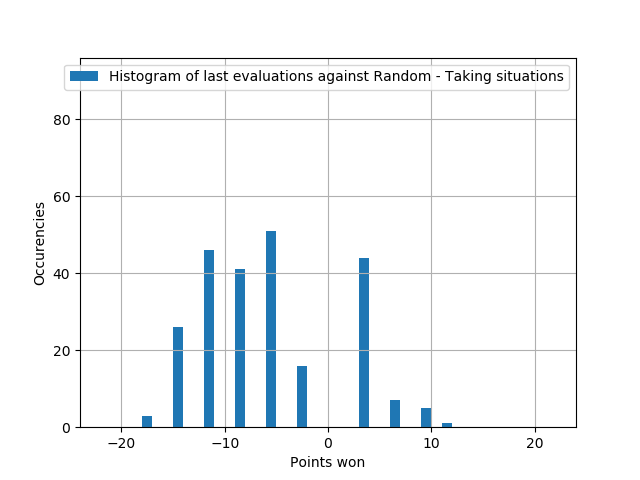 Histogram of last evaluations against Random - Taking situations
80
60
40
20
0
Occurencies
−20 −10 0 10 20
Points won